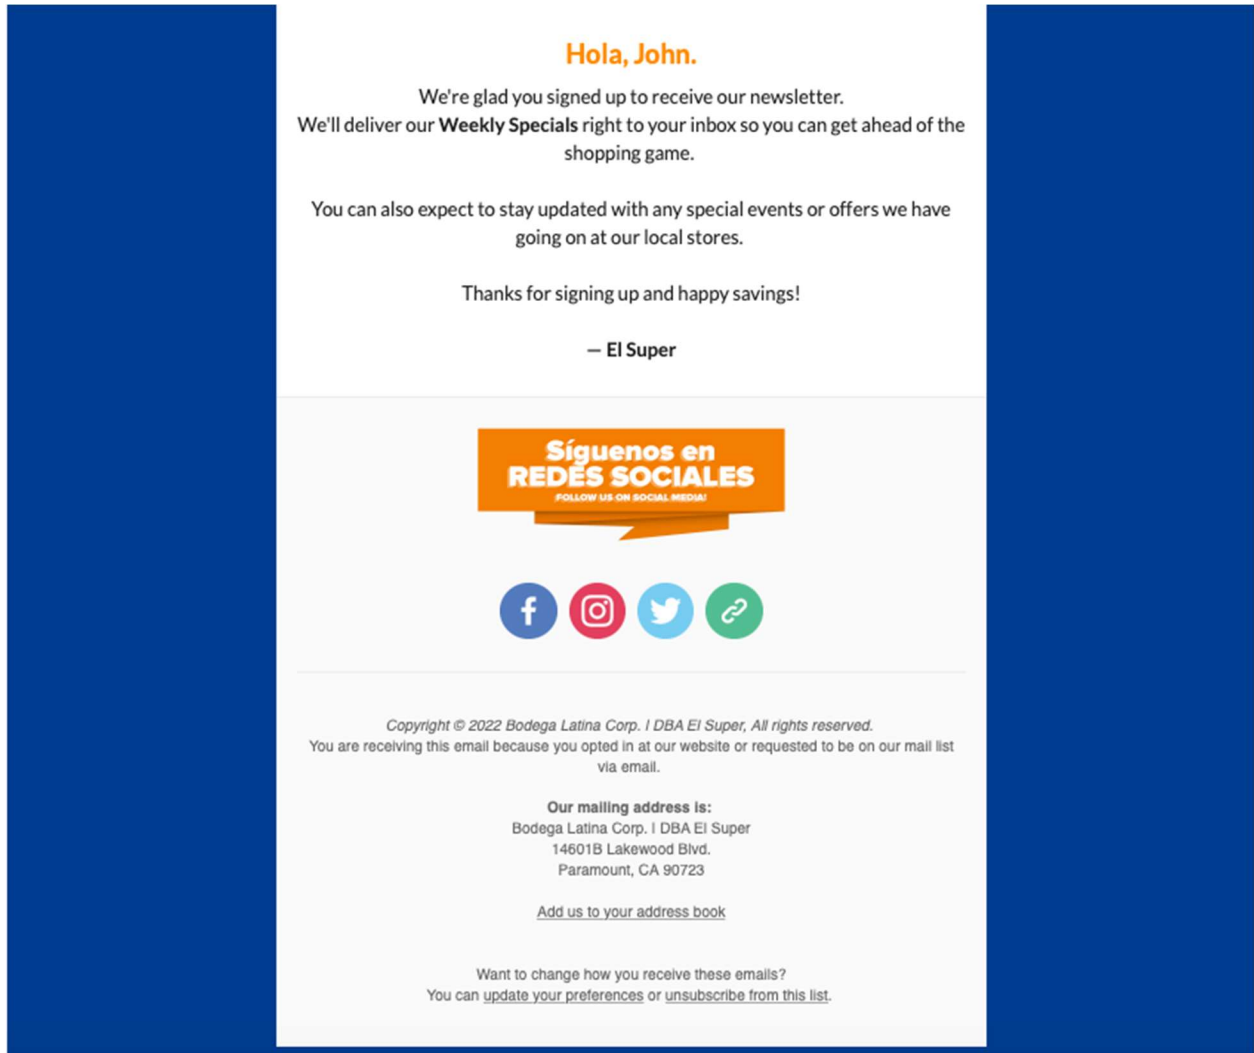 Hola, John.
We're glad you signed up to receive our newsletter.
We'll deliver our Weekly Specials right to your inbox so you can get ahead of the
shopping game.
You can also expect to stay updated with any special events or offers we have
going on at our local stores.
Thanks for signing up and happy savings!
— El Super
Síguenos en
REDES SOCIALES
¡FOLLOW US ON SOCIAL MEDIA!
Copyright © 2022 Bodega Latina Corp. | DBA El Super, All rights reserved.
You are receiving this email because you opted in at our website or requested to be on our mail list
via email.
Our mailing address is:
Bodega Latina Corp. | DBA El Super
14601B Lakewood Blvd.
Paramount, CA 90723
Add us to your address book
Want to change how you receive these emails?
You can update your preferences or unsubscribe from this list.